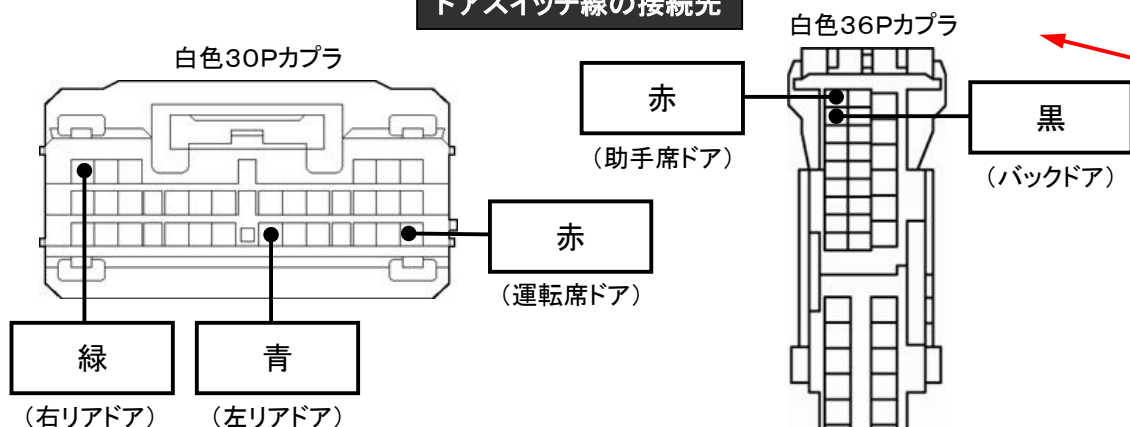 ドアスイッチ線の接続先
白色30Pカプラ
白色36Pカプラ
赤
(助手席ドア)
黒
(バックドア)
赤
(運転席ドア)
緑
(右リアドア)
青
(左リアドア)